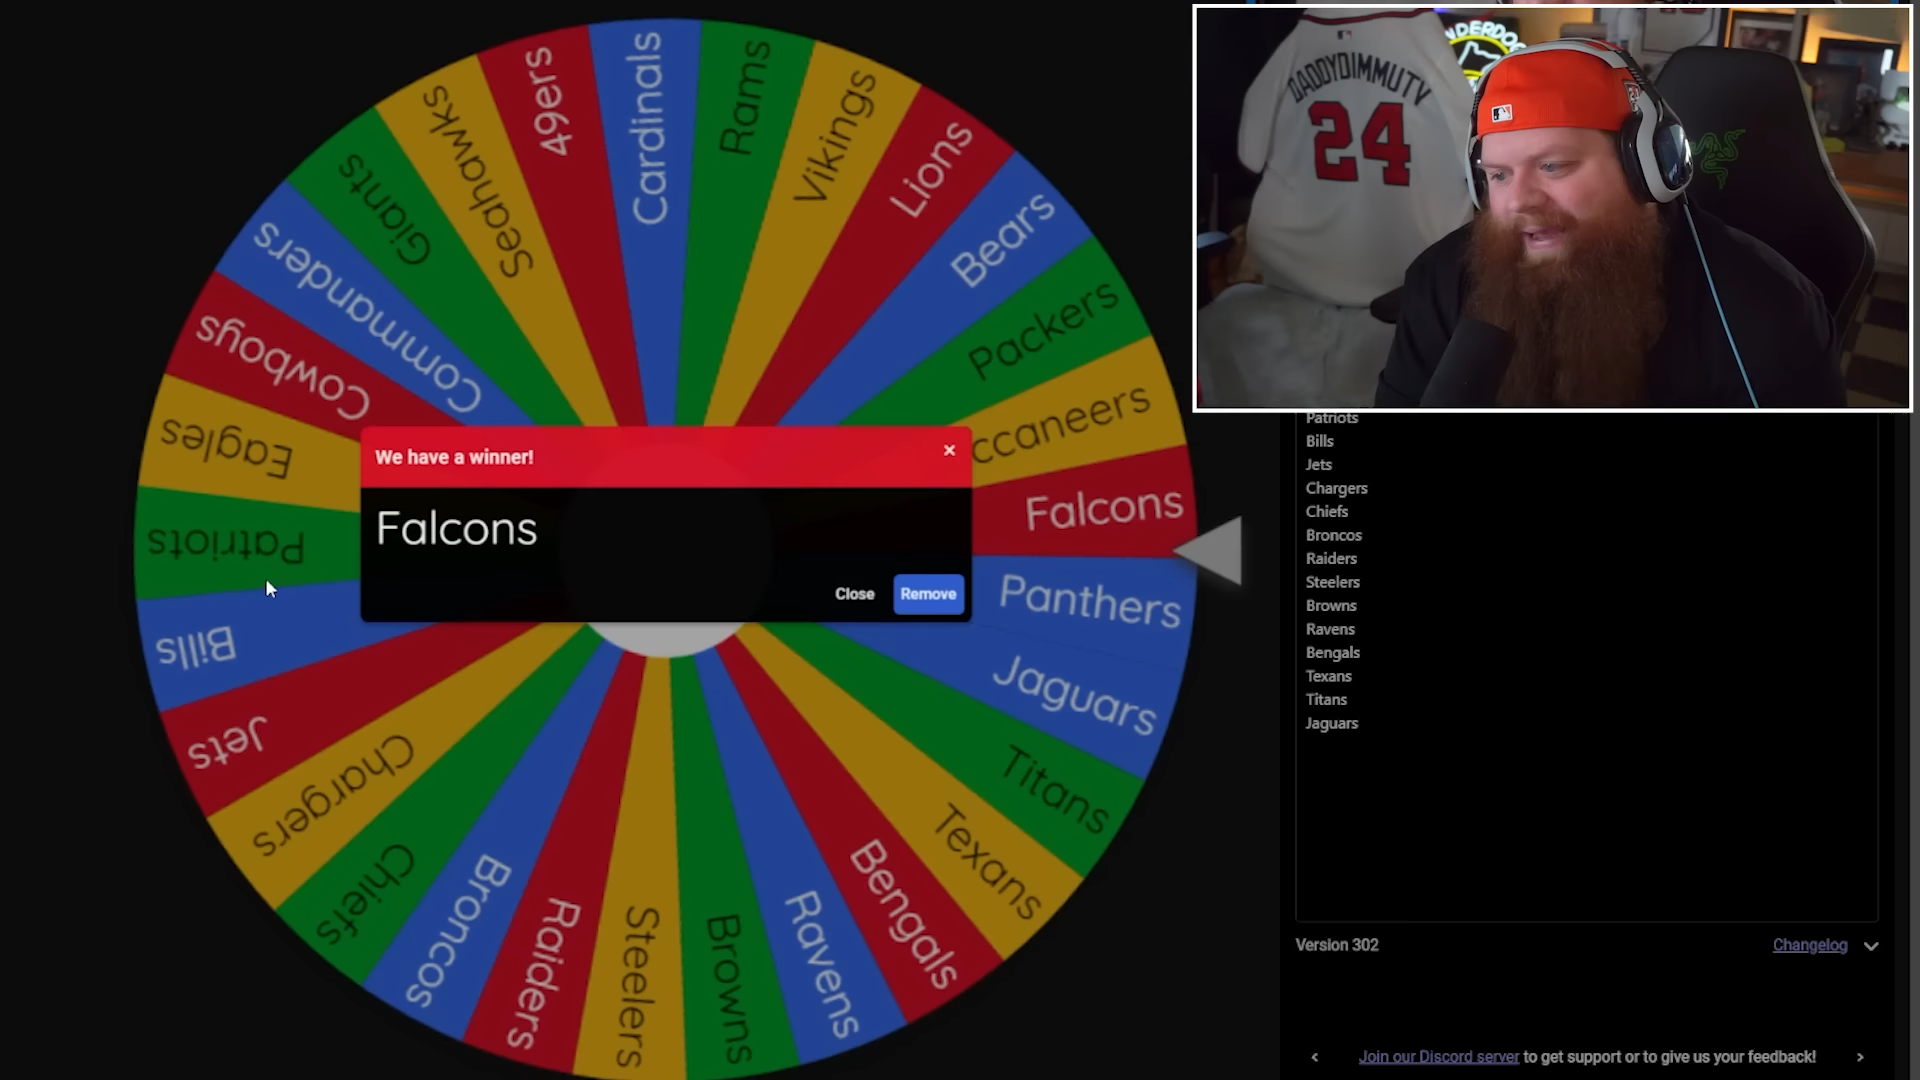 Cardinals
Rams
Vikings
Lions
Bears
Packers
ccaneers
Falcons
Panthers
Jaguars
Titans
Texans
Bengals
Ravens
Browns
Steelers
Raiders
Broncos
Chiefs
Chargers
Jets
Bills
Patriots
Eagles
Cowboys
Commanders
Giants
Seahawks
49ers
We have a winner!
×
Falcons
Close
Remove
NDERDOG
DADDYDIMMUTV
24
Patriots
Bills
Jets
Chargers
Chiefs
Broncos
Raiders
Steelers
Browns
Ravens
Bengals
Texans
Titans
Jaguars
Version 302
Changelog
Join our Discord server to get support or to give us your feedback!